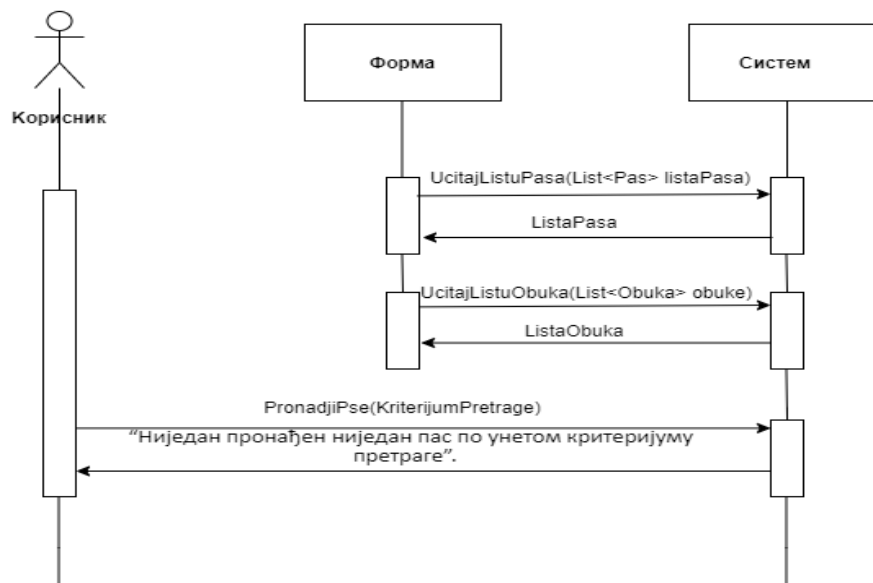 Форма
Систем
Корисник
UcitajListuPasa(List<Pas> listaPasa)
ListaPasa
UcitajListuObuka(List<Obuka> obuke)
ListaObuka
PronadjiPse(KriterijumPretrage)
“Ниједан пронађен ниједан пас по унетом критеријуму
претраге”.